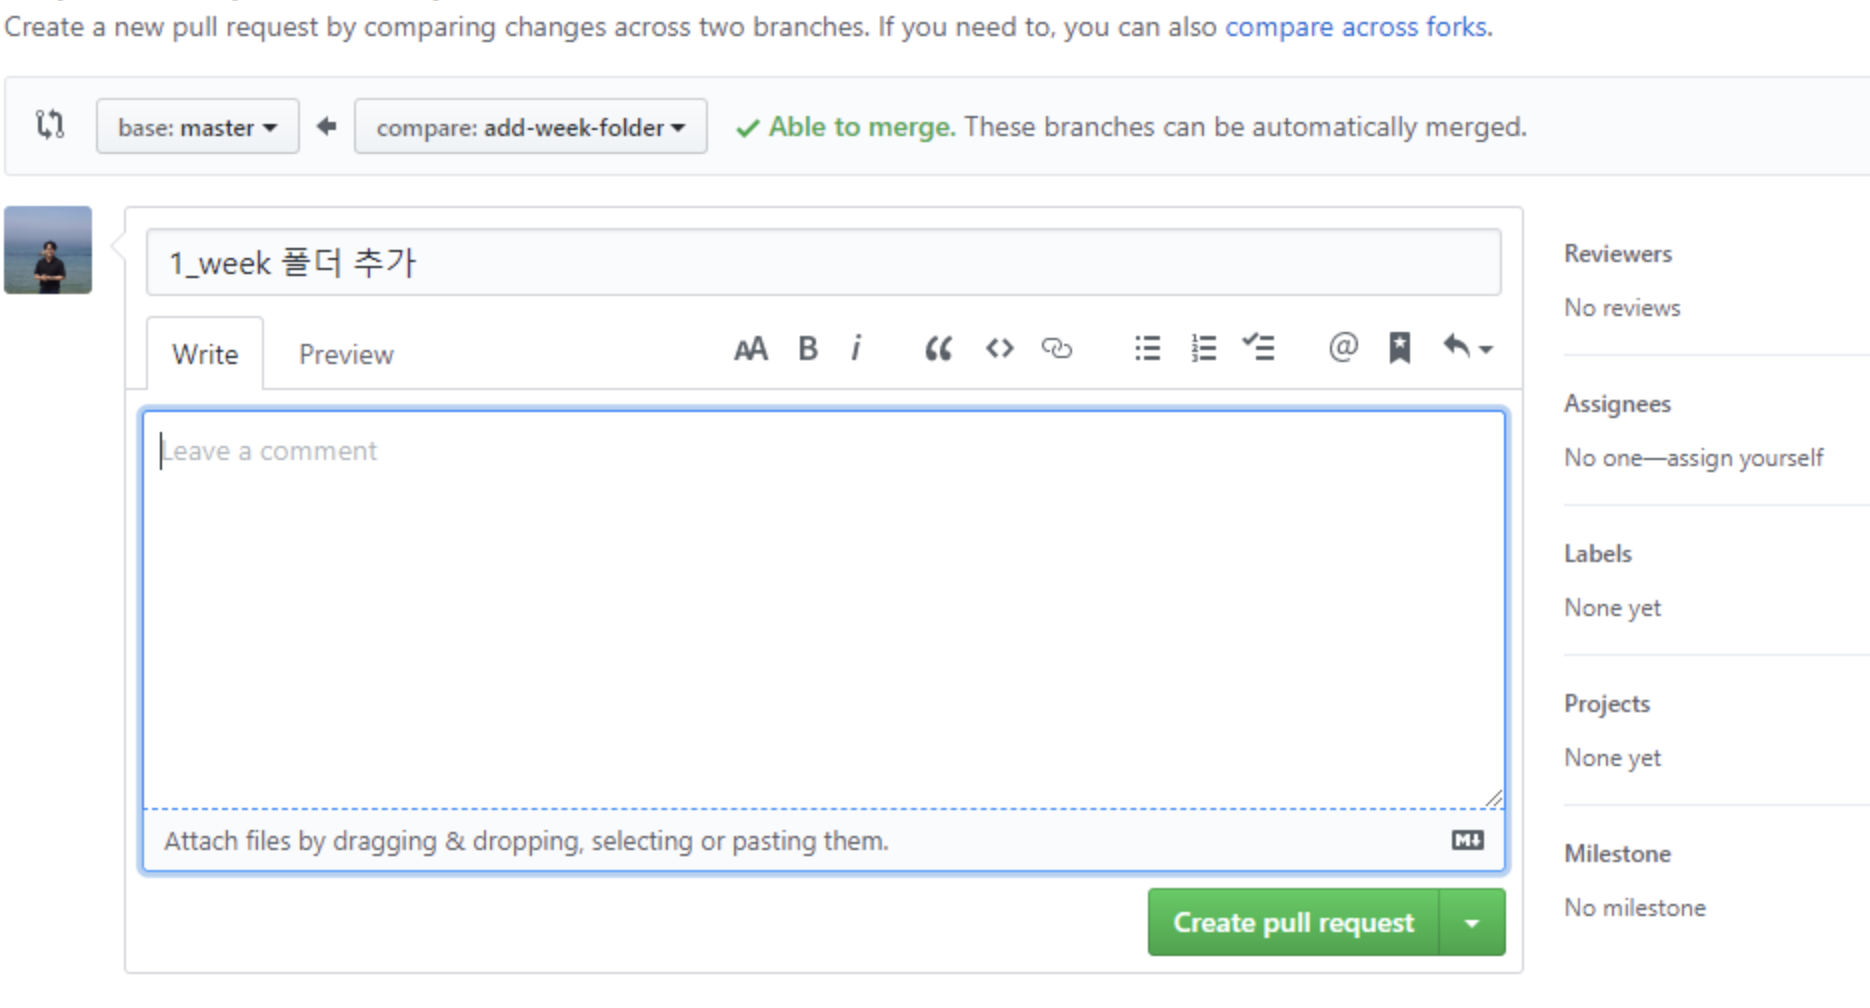 Create a new pull request by comparing changes across two branches. If you need to, you can also compare across forks.
base: master
compare: add-week-folder
Able to merge. These branches can be automatically merged.
1_week 폴더 추가
Write
Preview
AA B i
@
Leave a comment
Attach files by dragging & dropping, selecting or pasting them.
M
Create pull request
Reviewers
No reviews
Assignees
No one—assign yourself
Labels
None yet
Projects
None yet
Milestone
No milestone